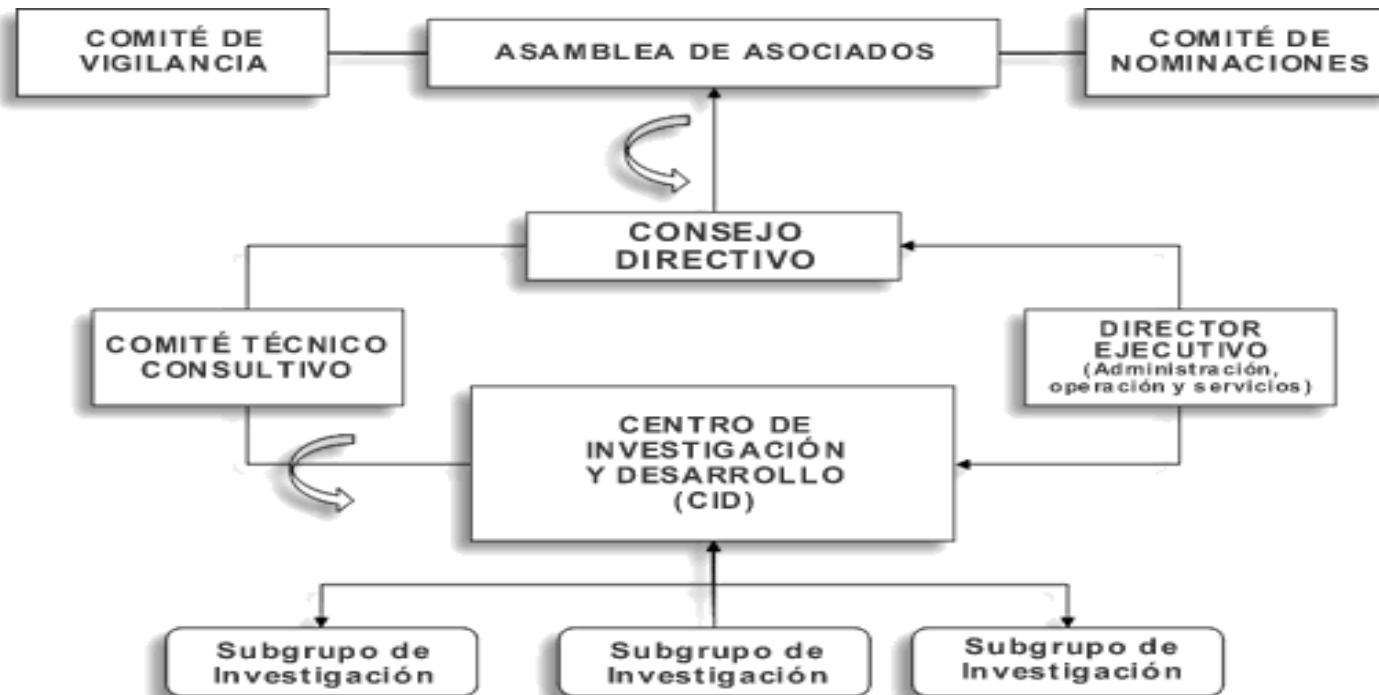 COMITÉ DE
VIGILANCIA
ASAMBLEA DE ASOCIADOS
COMITÉ DE
NOMINACIONES
CONSEJO
DIRECTIVO
COMITÉ TÉCNICO
CONSULTIVO
DIRECTOR
EJECUTIVO
(Administración,
operación y servicios)
CENTRO DE
INVESTIGACIÓN
Y DESARROLLO
(CID)
Subgrupo de
Investigación
Subgrupo de
Investigación
Subgrupo de
Investigación